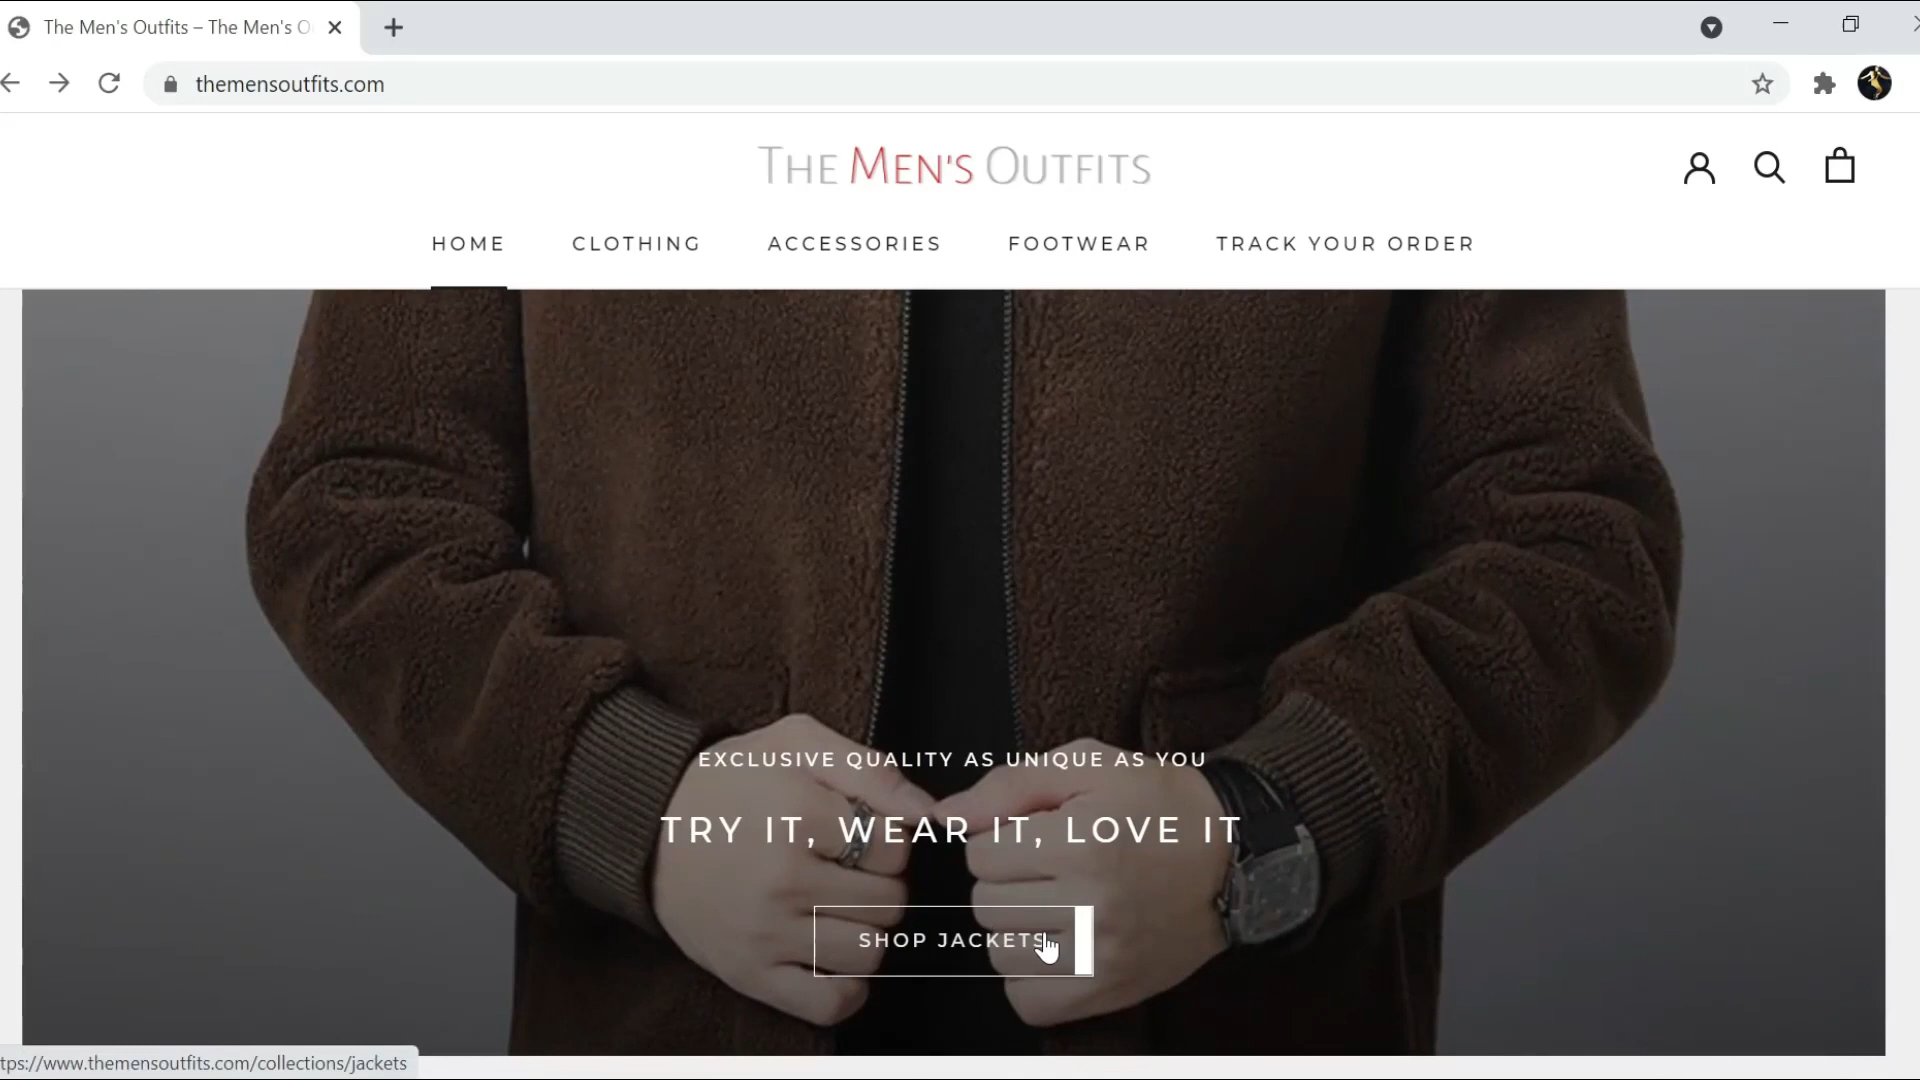 The Men's Outfits – The Men's O
themensoutfits.com
THE MEN'S OUTFITS
HOME CLOTHING ACCESSORIES FOOTWEAR TRACK YOUR ORDER
EXCLUSIVE QUALITY AS UNIQUE AS YOU
TRY IT, WEAR IT, LOVE IT
SHOP JACKETS
tps://www.themensoutfits.com/collections/jackets